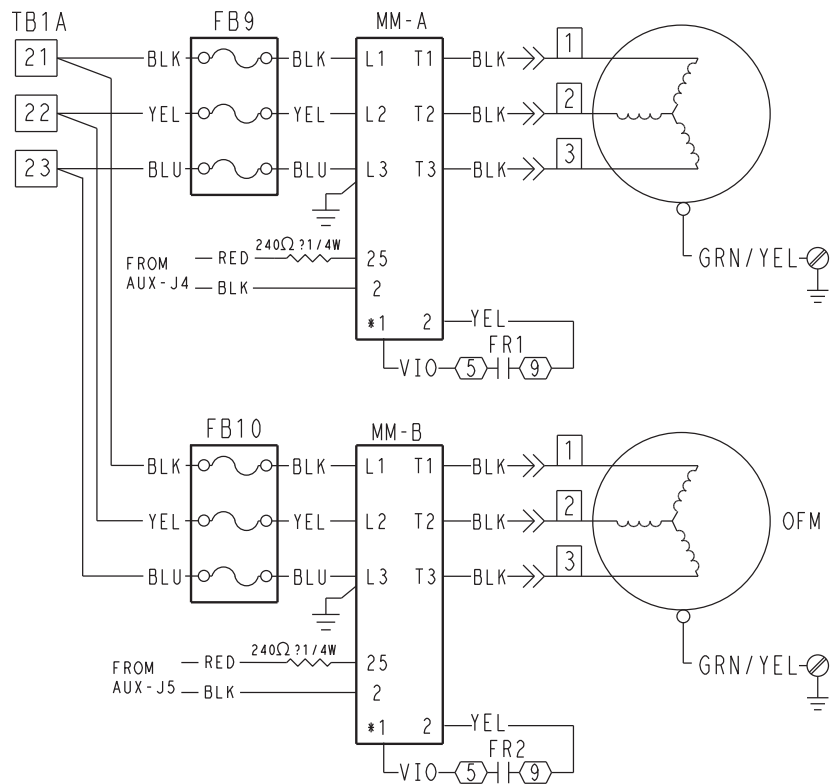 TB1A FB9 MM-A
21 BLK BLK L1 T1 BLK 1
22 YEL YEL L2 T2 BLK 2
23 BLU BLU L3 T3 BLK 3
GRN/YEL
FROM AUX-J4
RED 240Ω ?1/4W 25
BLK 2
*1 2 YEL
FR1
VIO 5 9
FB10 MM-B
BLK BLK L1 T1 BLK 1
YEL YEL L2 T2 BLK 2
OFM
BLU BLU L3 T3 BLK 3
GRN/YEL
FROM AUX-J5
RED 240Ω ?1/4W 25
BLK 2
*1 2 YEL
FR2
VIO 5 9